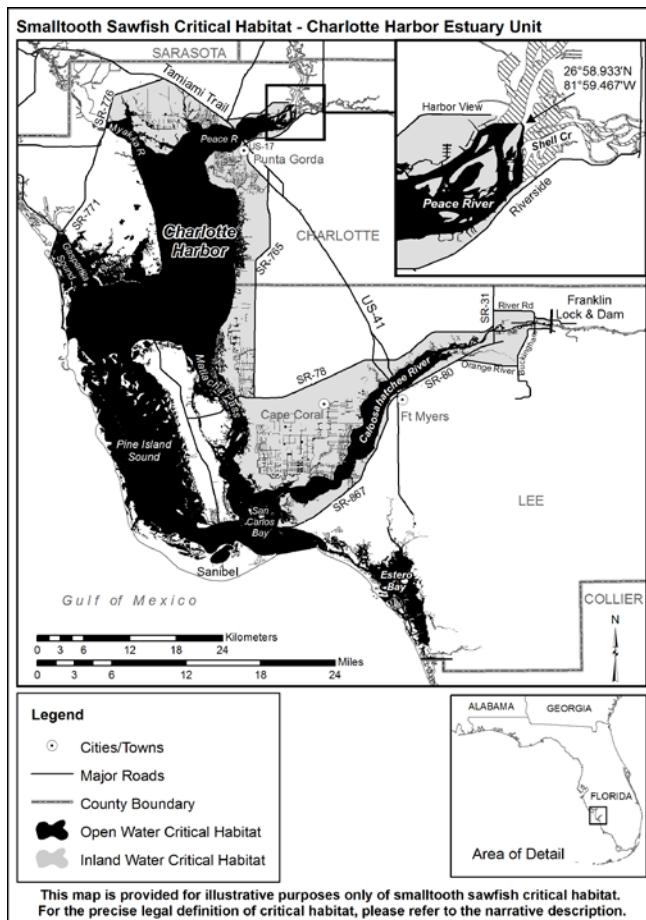 Smalltooth Sawfish Critical Habitat - Charlotte Harbor Estuary Unit
SARASOTA
Tamiami Trail
SR-776
Myakka R
Peace R
US-17
Punta Gorda
26°58.933'N
81°59.467'W
Harbor View
Shell Cr
Peace River
Riverside
SR-771
Gasparilla
Sound
Charlotte
Harbor
SR-765
CHARLOTTE
US-41
SR-31
River Rd
Franklin
Lock & Dam
Buckingham
Orange River
SR-78
SR-80
Matlacha Pass
Cape Coral
Caloosahatchee River
Ft Myers
Pine Island
Sound
SR-867
San
Carlos
Bay
LEE
Sanibel
Estero
Bay
Gulf of Mexico
COLLIER
N
0 3 6 12 18 24 Kilometers
0 3 6 12 18 24 Miles
Legend
Cities/Towns
Major Roads
County Boundary
Open Water Critical Habitat
Inland Water Critical Habitat
ALABAMA
GEORGIA
FLORIDA
Area of Detail
This map is provided for illustrative purposes only of smalltooth sawfish critical habitat.
For the precise legal definition of critical habitat, please refer to the narrative description.